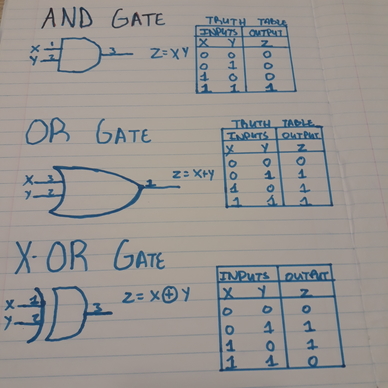 AND GATE
X 1
Y 2
3
Z = XY
TRUTH TABLE
INPUTS OUTPUT
X Y Z
0 0 0
0 1 0
1 0 0
1 1 1
OR GATE
X 3
Y 2
1
Z = X+Y
TRUTH TABLE
INPUTS OUTPUT
X Y Z
0 0 0
0 1 1
1 0 1
1 1 1
X-OR GATE
X 1
Y 2
3
Z = X ⊕ Y
INPUTS OUTPUT
X Y Z
0 0 0
0 1 1
1 0 1
1 1 0